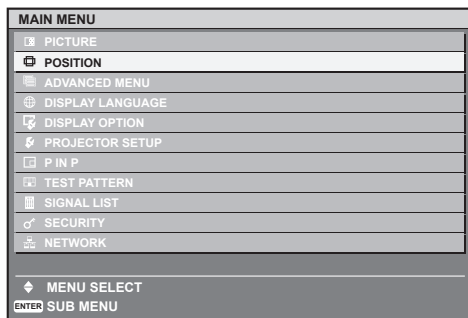 MAIN MENU
PICTURE
POSITION
ADVANCED MENU
DISPLAY LANGUAGE
DISPLAY OPTION
PROJECTOR SETUP
P IN P
TEST PATTERN
SIGNAL LIST
SECURITY
NETWORK
MENU SELECT
ENTER SUB MENU